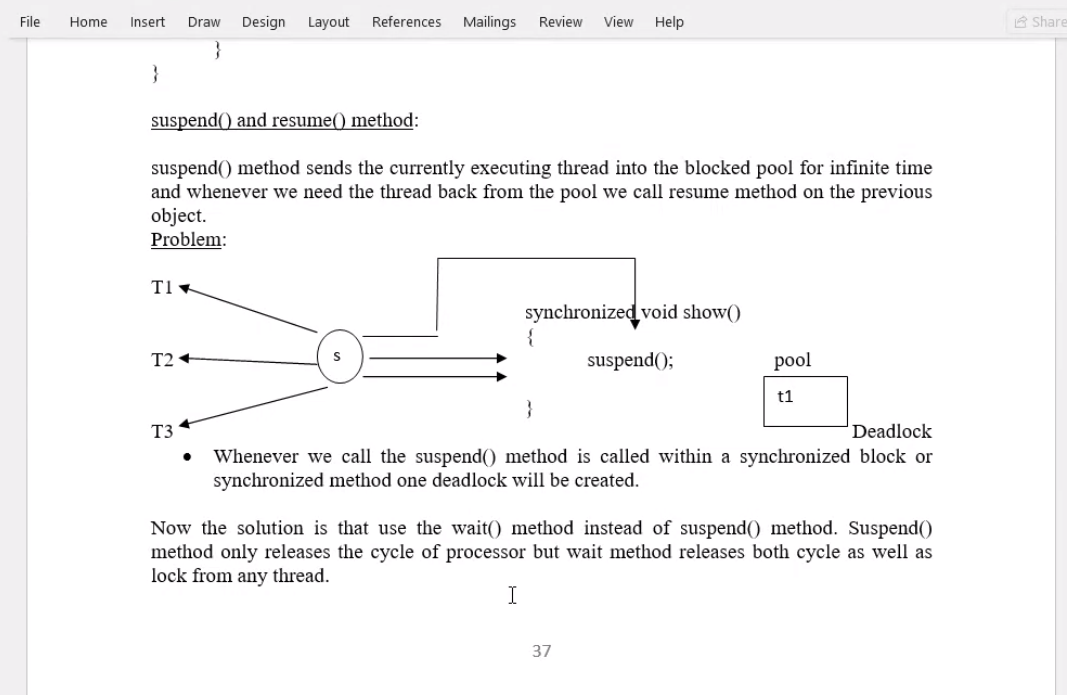 File Home Insert Draw Design Layout References Mailings Review View Help Share
}
}
suspend() and resume() method:
suspend() method sends the currently executing thread into the blocked pool for infinite time
and whenever we need the thread back from the pool we call resume method on the previous
object.
Problem:
T1
synchronized void show()
{
T2 s suspend(); pool
t1
}
T3 Deadlock
• Whenever we call the suspend() method is called within a synchronized block or
synchronized method one deadlock will be created.
Now the solution is that use the wait() method instead of suspend() method. Suspend()
method only releases the cycle of processor but wait method releases both cycle as well as
lock from any thread.
37